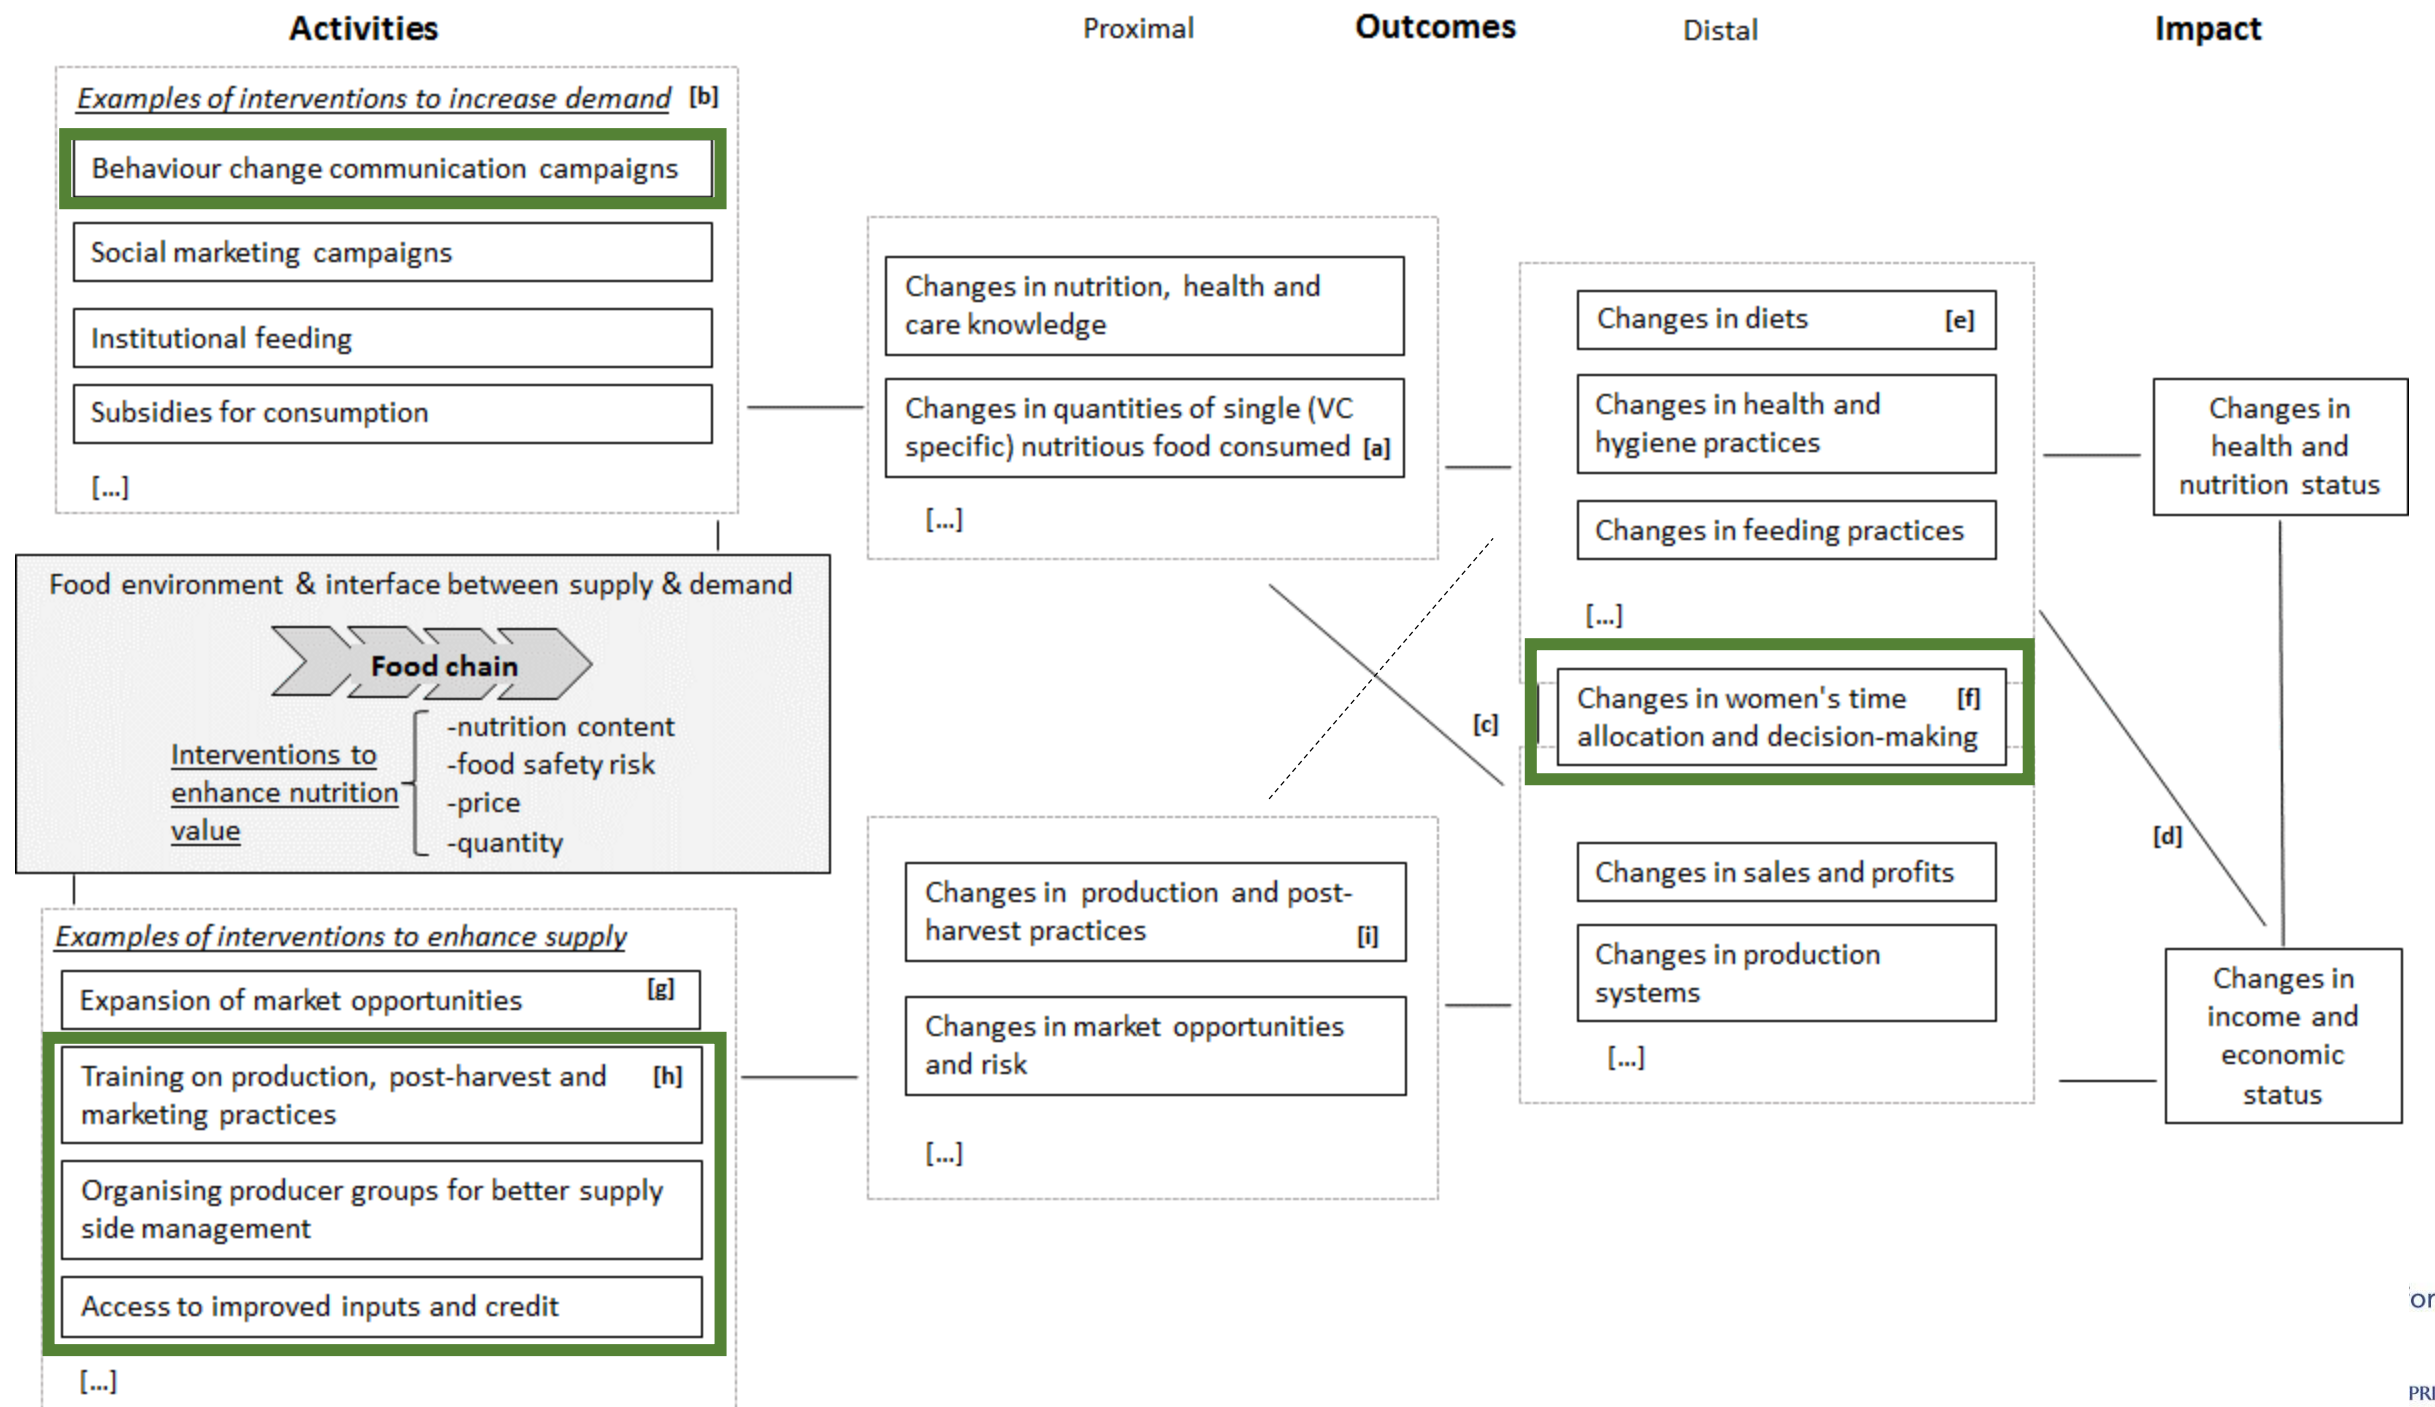 Activities
Proximal
Outcomes
Distal
Impact
Examples of interventions to increase demand [b]
Behaviour change communication campaigns
Social marketing campaigns
Institutional feeding
Subsidies for consumption
[...]
Food environment & interface between supply & demand
Food chain
Interventions to
enhance nutrition
value
-nutrition content
-food safety risk
-price
-quantity
Examples of interventions to enhance supply
Expansion of market opportunities [g]
Training on production, post-harvest and [h]
marketing practices
Organising producer groups for better supply
side management
Access to improved inputs and credit
[...]
Changes in nutrition, health and
care knowledge
Changes in quantities of single (VC
specific) nutritious food consumed [a]
[...]
[c]
Changes in production and post-
harvest practices [i]
Changes in market opportunities
and risk
[...]
Changes in diets [e]
Changes in health and
hygiene practices
Changes in feeding practices
[...]
Changes in women's time [f]
allocation and decision-making
Changes in sales and profits
Changes in production
systems
[...]
[d]
Changes in
health and
nutrition status
Changes in
income and
economic
status